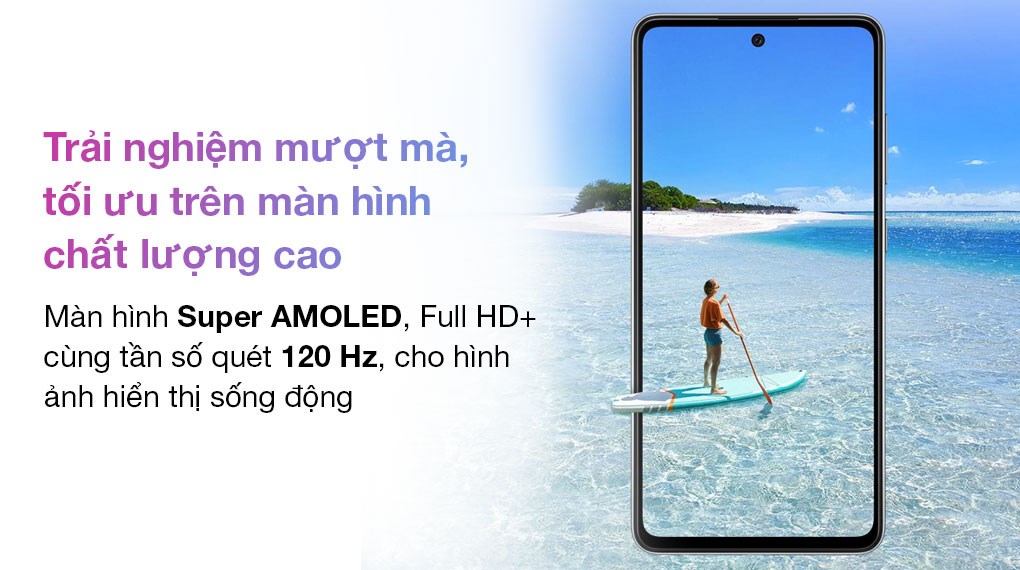 Trải nghiệm mượt mà,
tối ưu trên màn hình
chất lượng cao
Màn hình Super AMOLED, Full HD+
cùng tần số quét 120 Hz, cho hình
ảnh hiển thị sống động